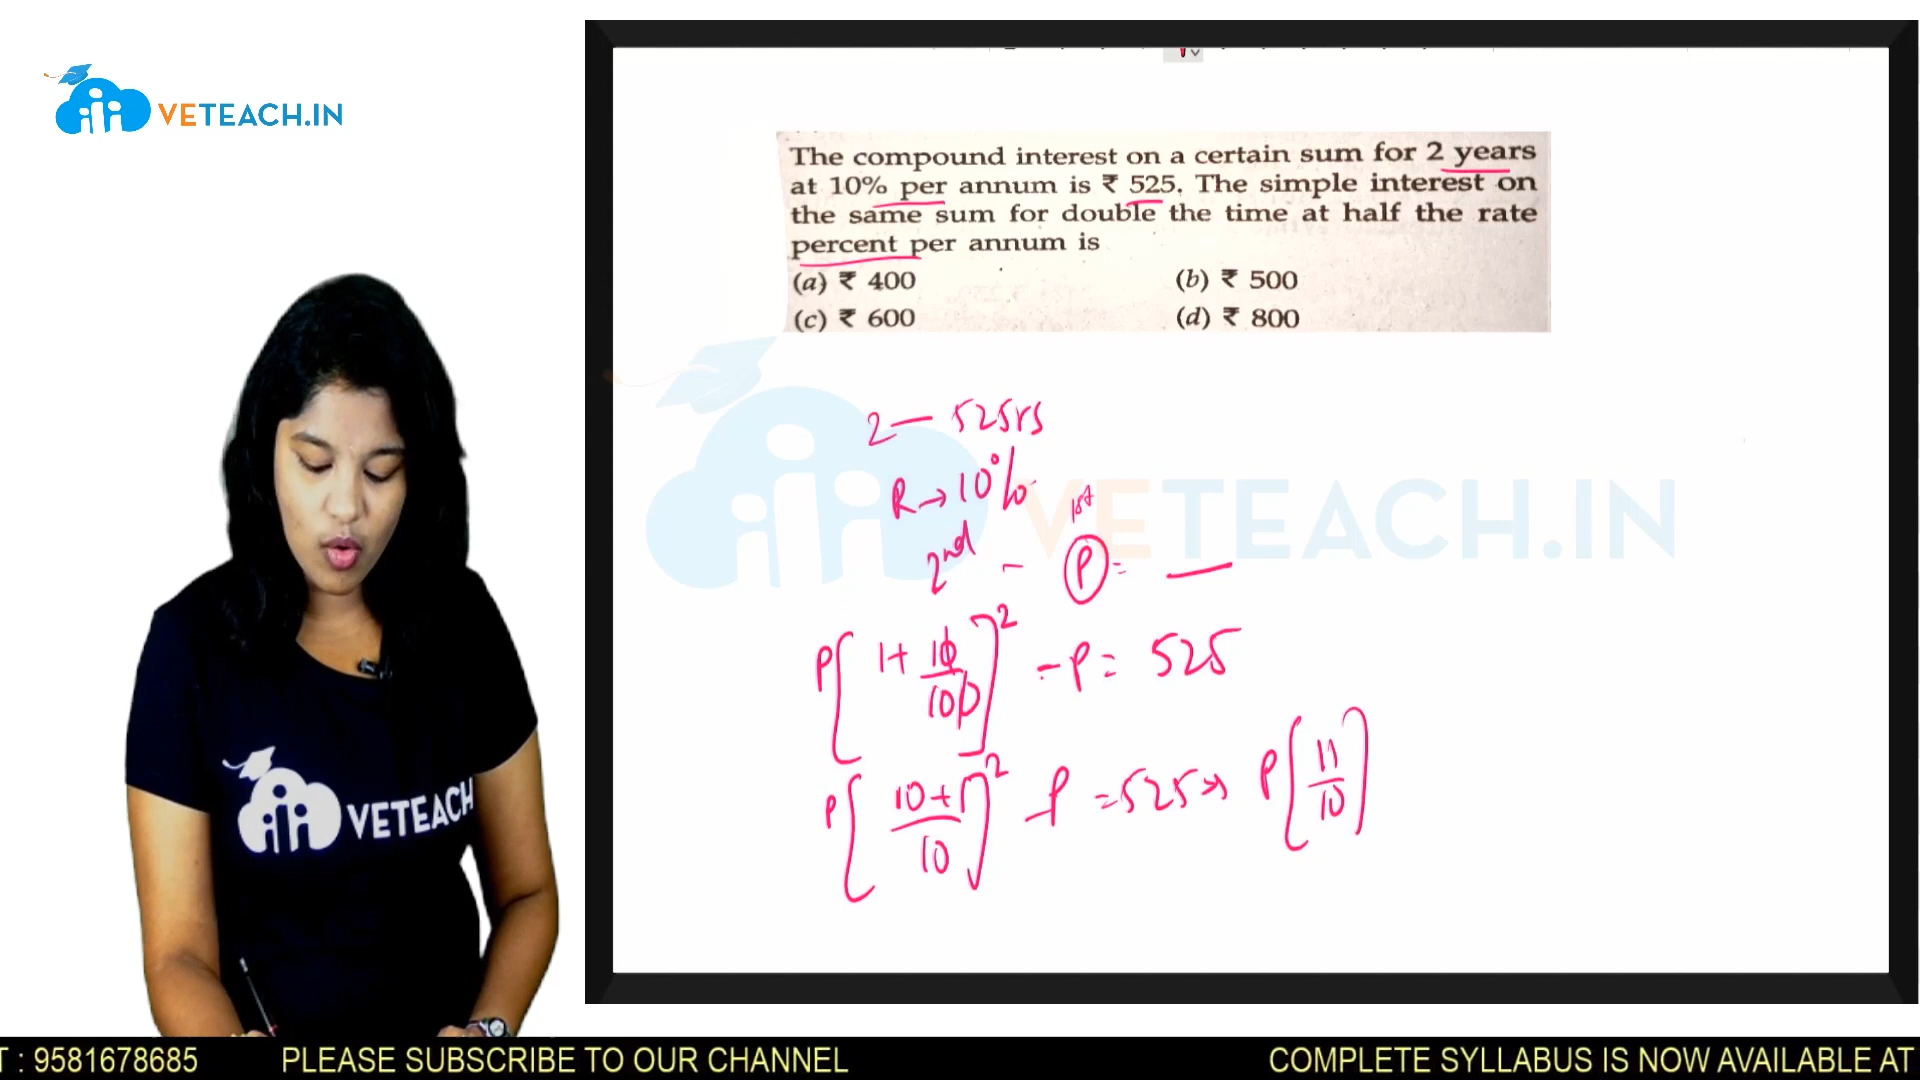 VETEACH.IN
The compound interest on a certain sum for 2 years
at 10% per annum is ₹ 525. The simple interest on
the same sum for double the time at half the rate
percent per annum is
(a) ₹ 400 (b) ₹ 500
(c) ₹ 600 (d) ₹ 800
2 — 525rs
R → 10%
1st
2nd - P = —
P[1+10/100]² - P = 525
P[10+1/10]² - P = 525 → P[11/10]
VETEACH.IN
VETEACH
T : 9581678685 PLEASE SUBSCRIBE TO OUR CHANNEL COMPLETE SYLLABUS IS NOW AVAILABLE AT